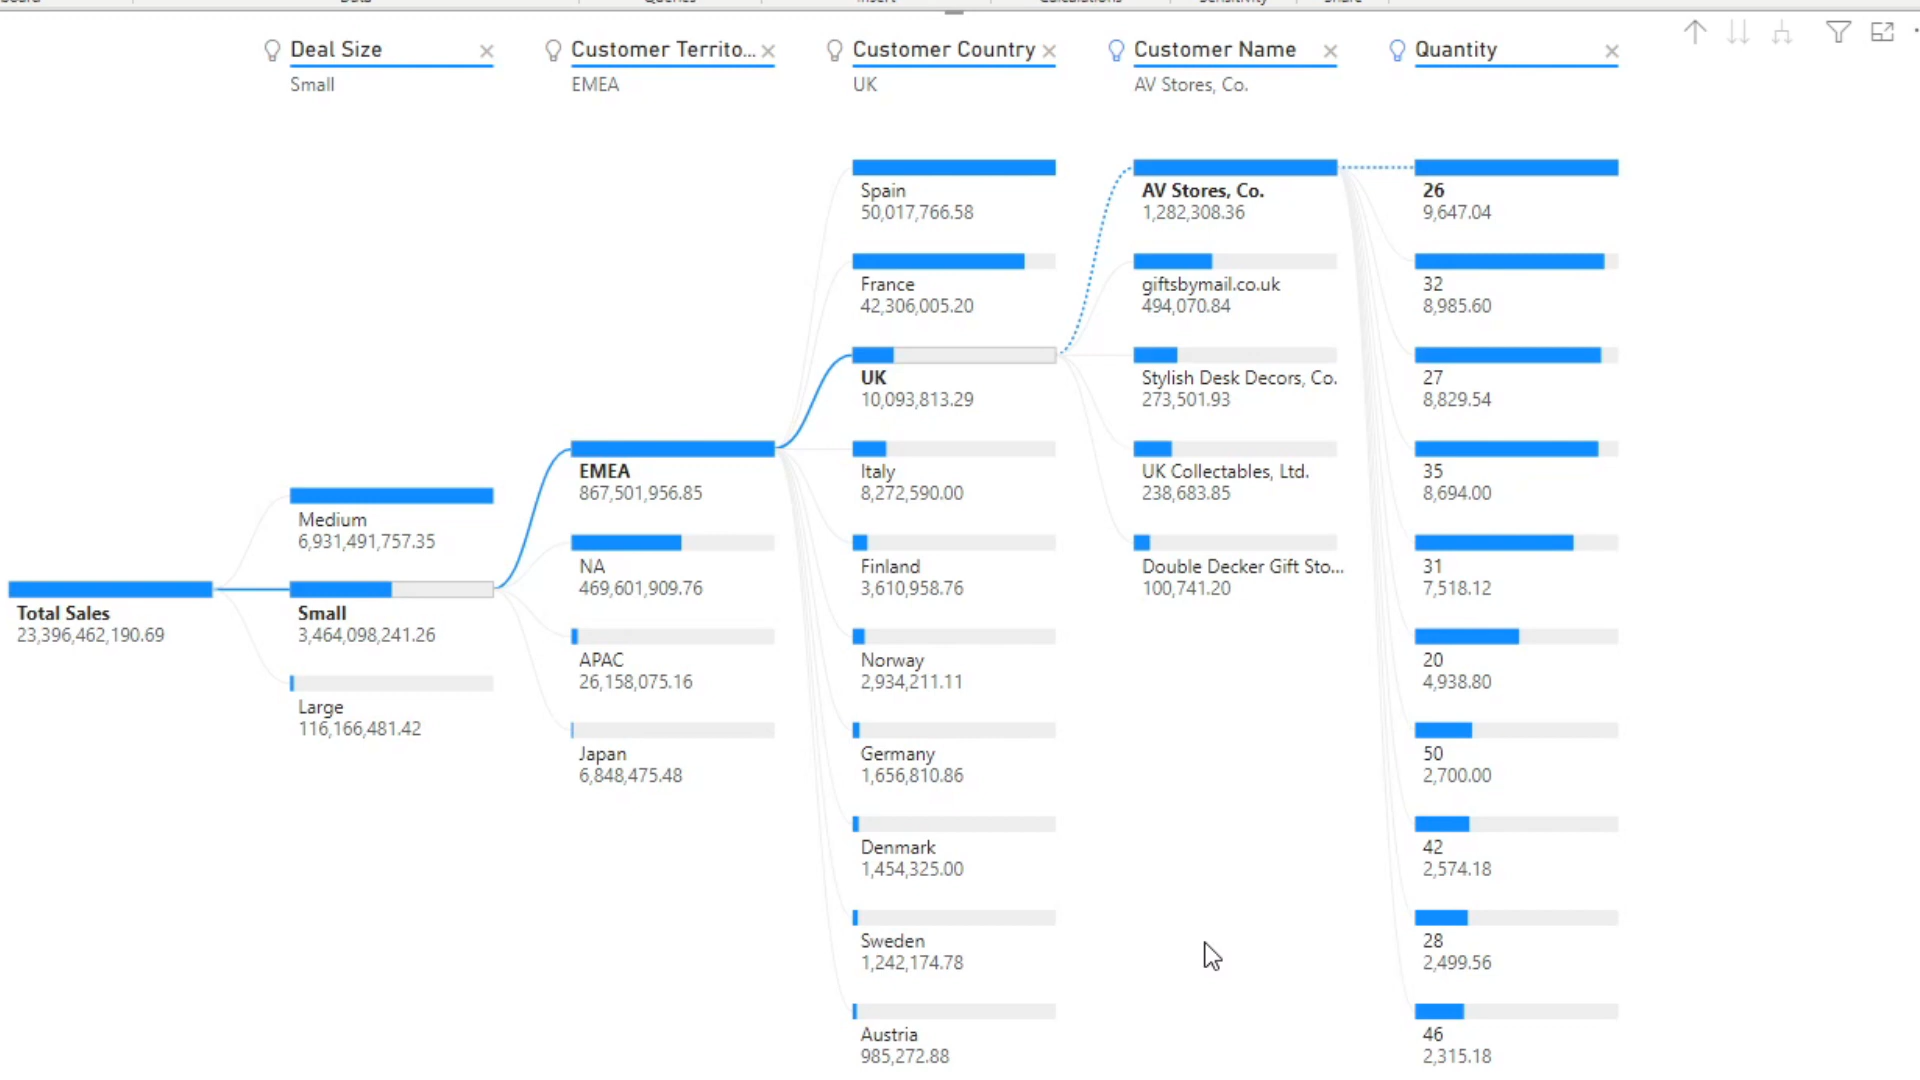 Deal Size
Small
Customer Territo...
EMEA
Customer Country
UK
Customer Name
AV Stores, Co.
Quantity
Total Sales
23,396,462,190.69
Medium
6,931,491,757.35
Small
3,464,098,241.26
Large
116,166,481.42
EMEA
867,501,956.85
NA
469,601,909.76
APAC
26,158,075.16
Japan
6,848,475.48
Spain
50,017,766.58
France
42,306,005.20
UK
10,093,813.29
Italy
8,272,590.00
Finland
3,610,958.76
Norway
2,934,211.11
Germany
1,656,810.86
Denmark
1,454,325.00
Sweden
1,242,174.78
Austria
985,272.88
AV Stores, Co.
1,282,308.36
giftsbymail.co.uk
494,070.84
Stylish Desk Decors, Co.
273,501.93
UK Collectables, Ltd.
238,683.85
Double Decker Gift Sto...
100,741.20
26
9,647.04
32
8,985.60
27
8,829.54
35
8,694.00
31
7,518.12
20
4,938.80
50
2,700.00
42
2,574.18
28
2,499.56
46
2,315.18